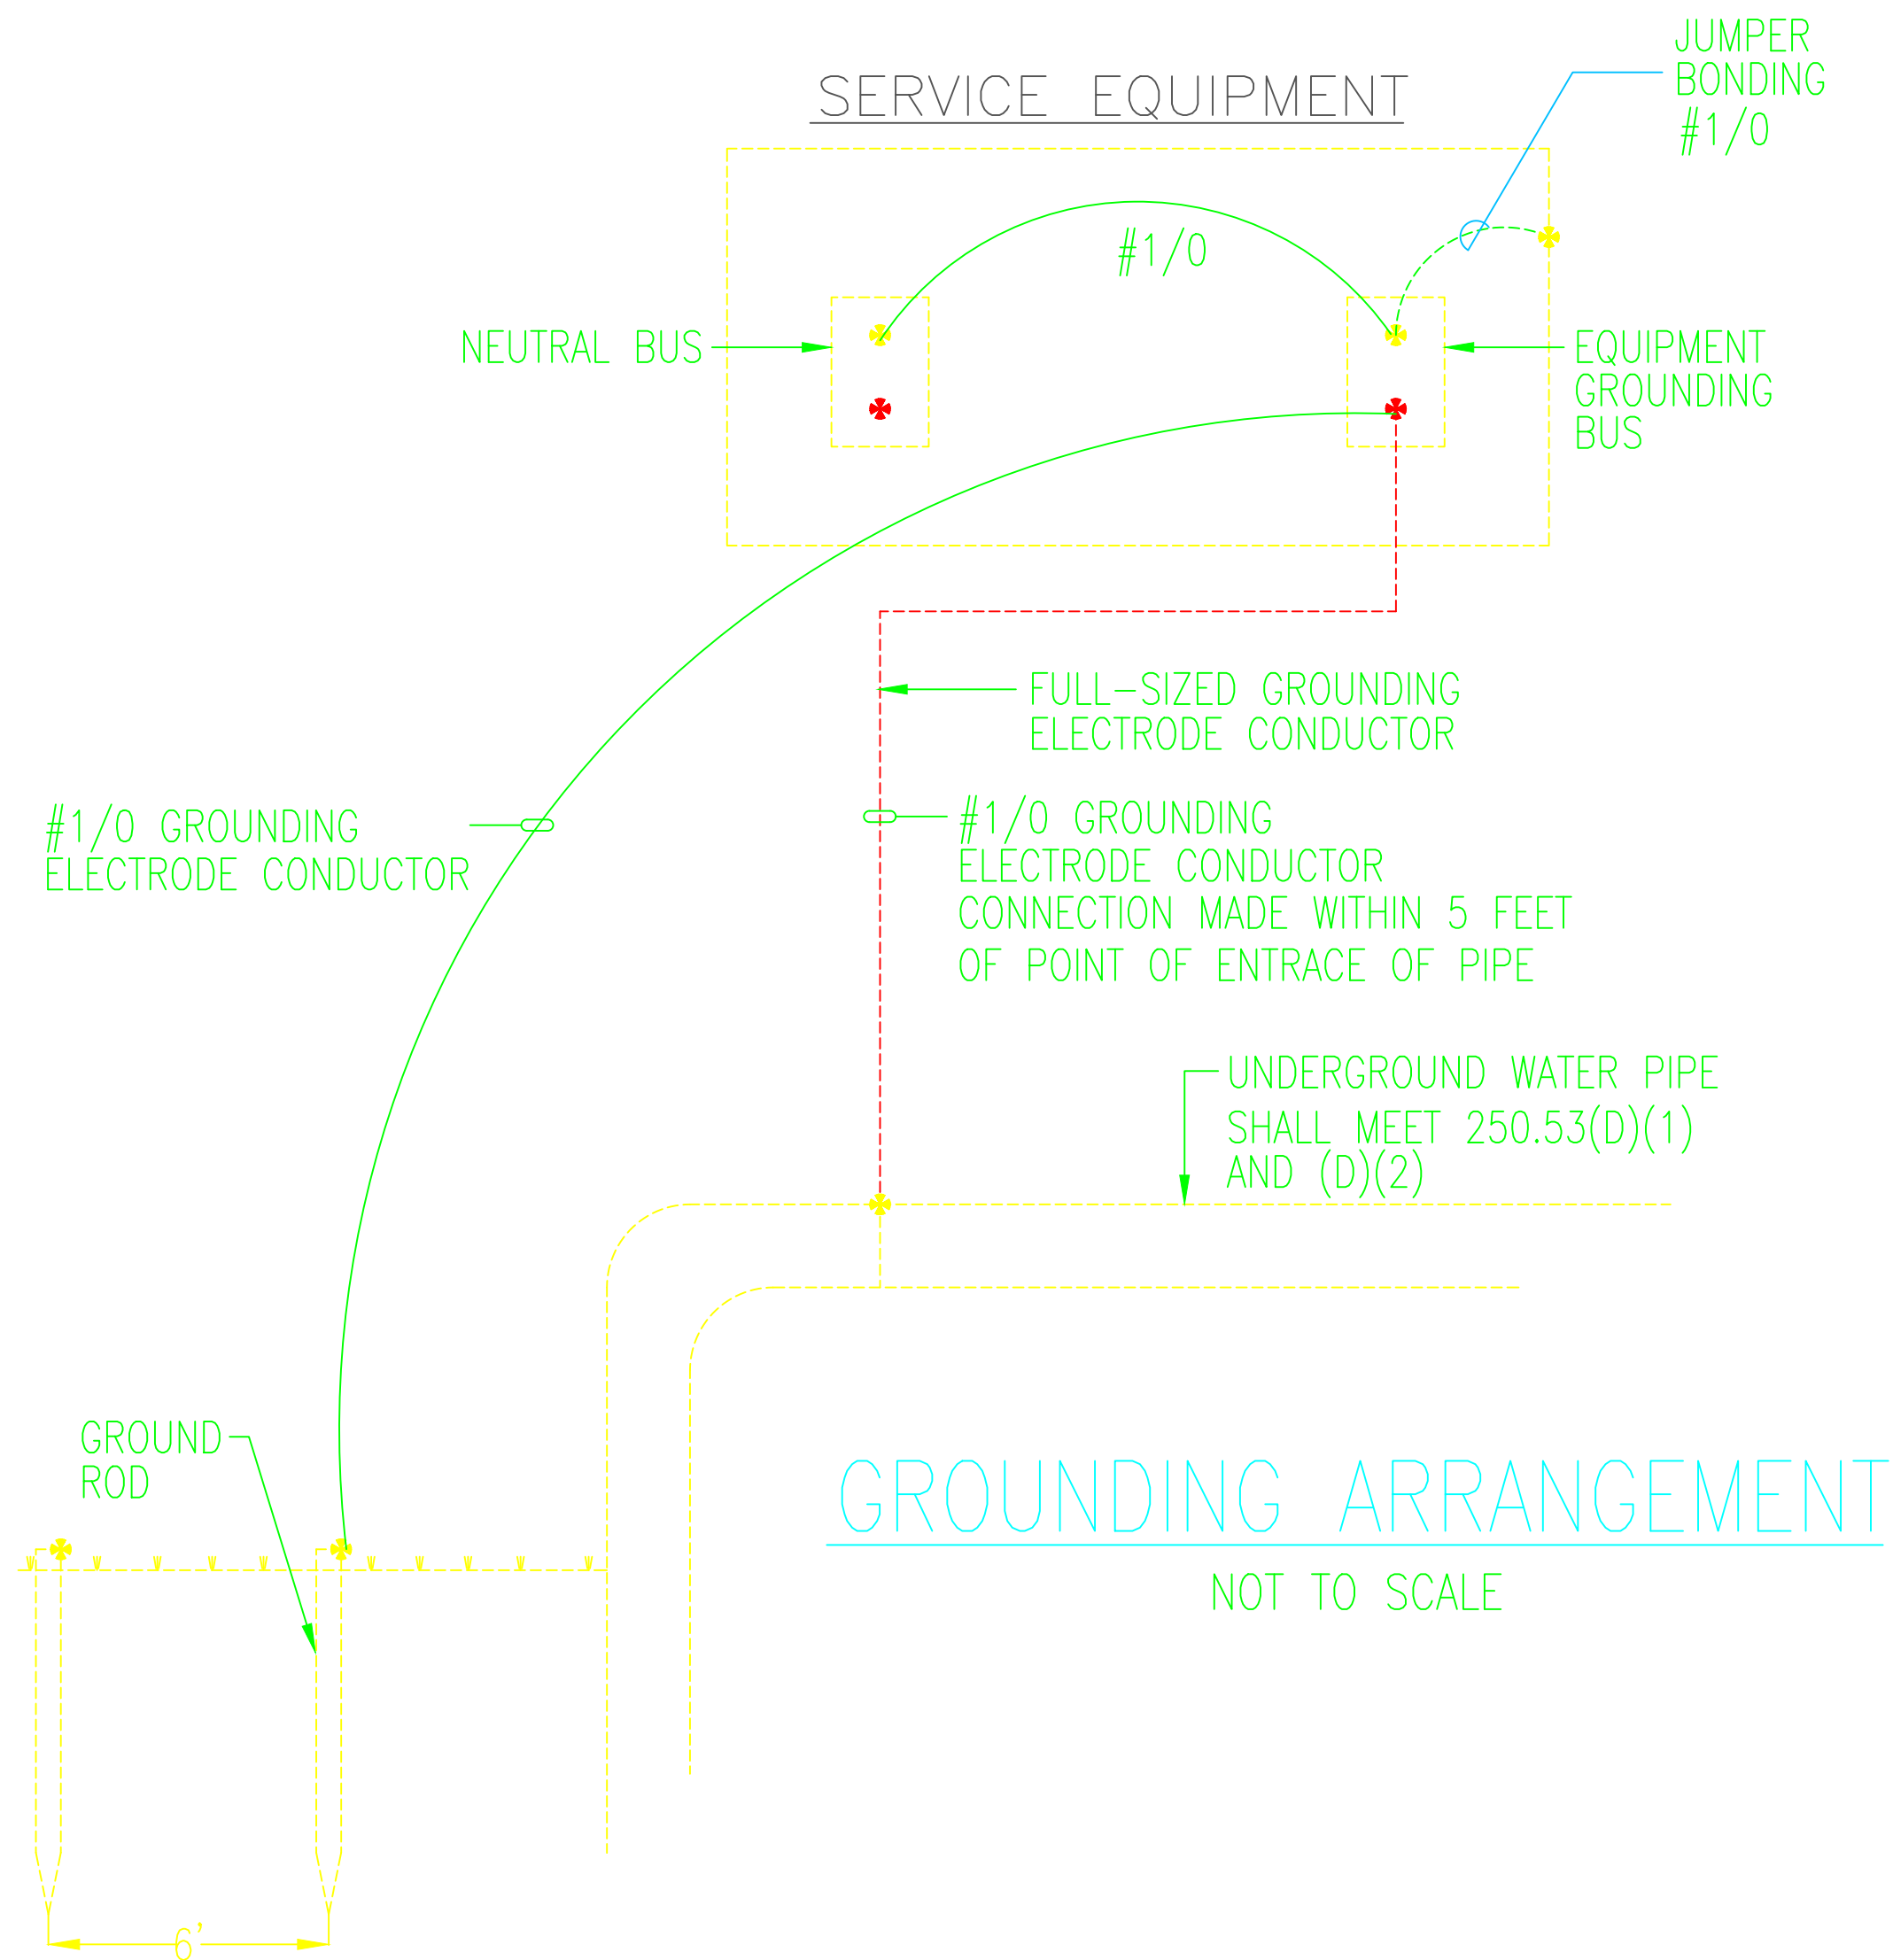 SERVICE EQUIPMENT
JUMPER
BONDING
#1/0
#1/0
NEUTRAL BUS
EQUIPMENT
GROUNDING
BUS
FULL-SIZED GROUNDING
ELECTRODE CONDUCTOR
#1/0 GROUNDING
ELECTRODE CONDUCTOR
#1/0 GROUNDING
ELECTRODE CONDUCTOR
CONNECTION MADE WITHIN 5 FEET
OF POINT OF ENTRACE OF PIPE
UNDERGROUND WATER PIPE
SHALL MEET 250.53(D)(1)
AND (D)(2)
GROUND
ROD
GROUNDING ARRANGEMENT
NOT TO SCALE
6'